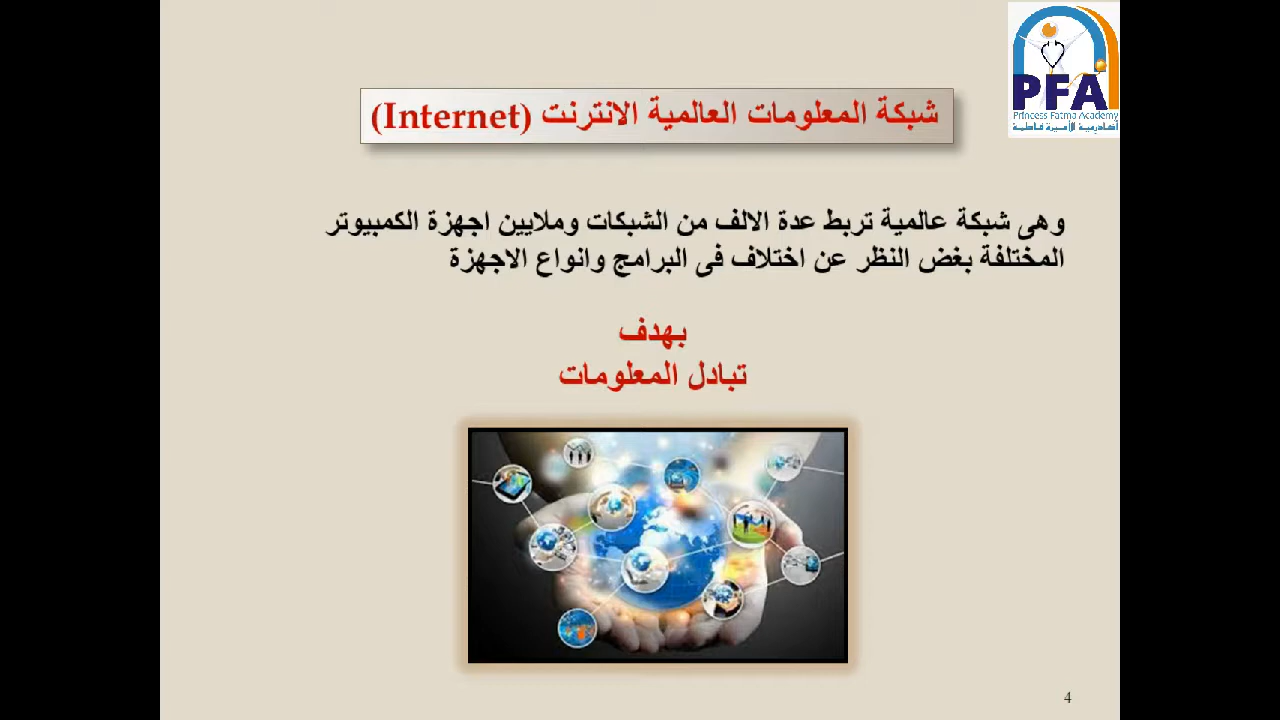 PFA
Princess Fatma Academy
أكاديمية الأميرة فاطمة
شبكة المعلومات العالمية الانترنت (Internet)
وهى شبكة عالمية تربط عدة الالف من الشبكات وملايين اجهزة الكمبيوتر
المختلفة بغض النظر عن اختلاف فى البرامج وانواع الاجهزة
بهدف
تبادل المعلومات
4